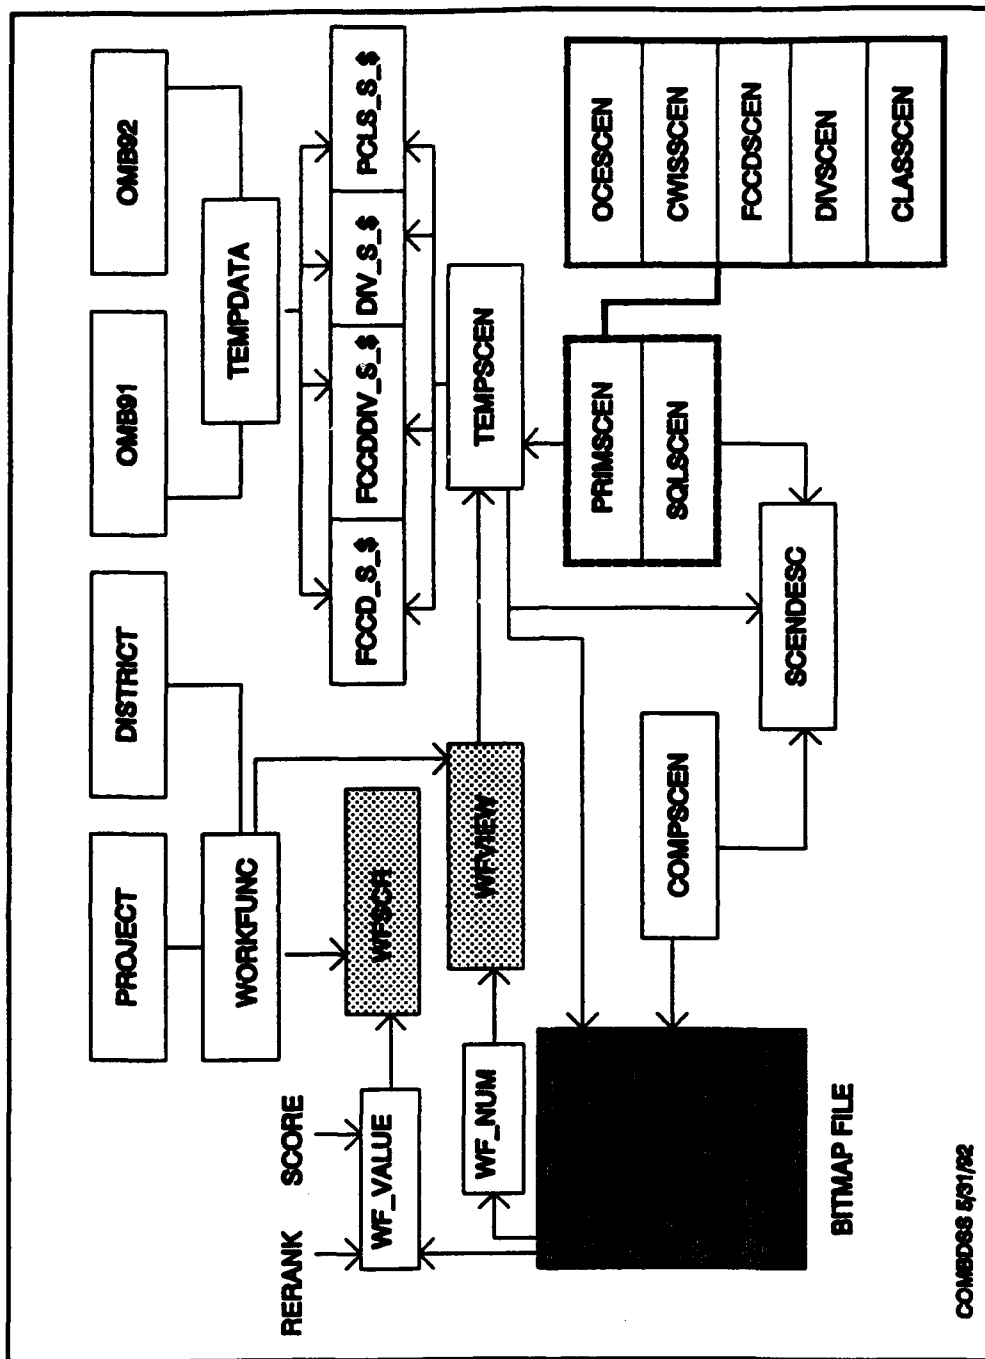 PROJECT
DISTRICT
OMB91
OMB92
WORKFUNC
TEMPDATA
RERANK
SCORE
WF_VALUE
WFSCR
FCCD_S_$
FCCDDIV_S_$
DIV_S_$
PCLS_S_$
WF_NUM
WFVIEW
TEMPSCEN
BITMAP FILE
COMPSCEN
SCENDESC
PRIMSCEN
SQLSCEN
OCESCEN
CWISSCEN
FCCDSCEN
DIVSCEN
CLASSCEN
COMBDSS 5/31/92